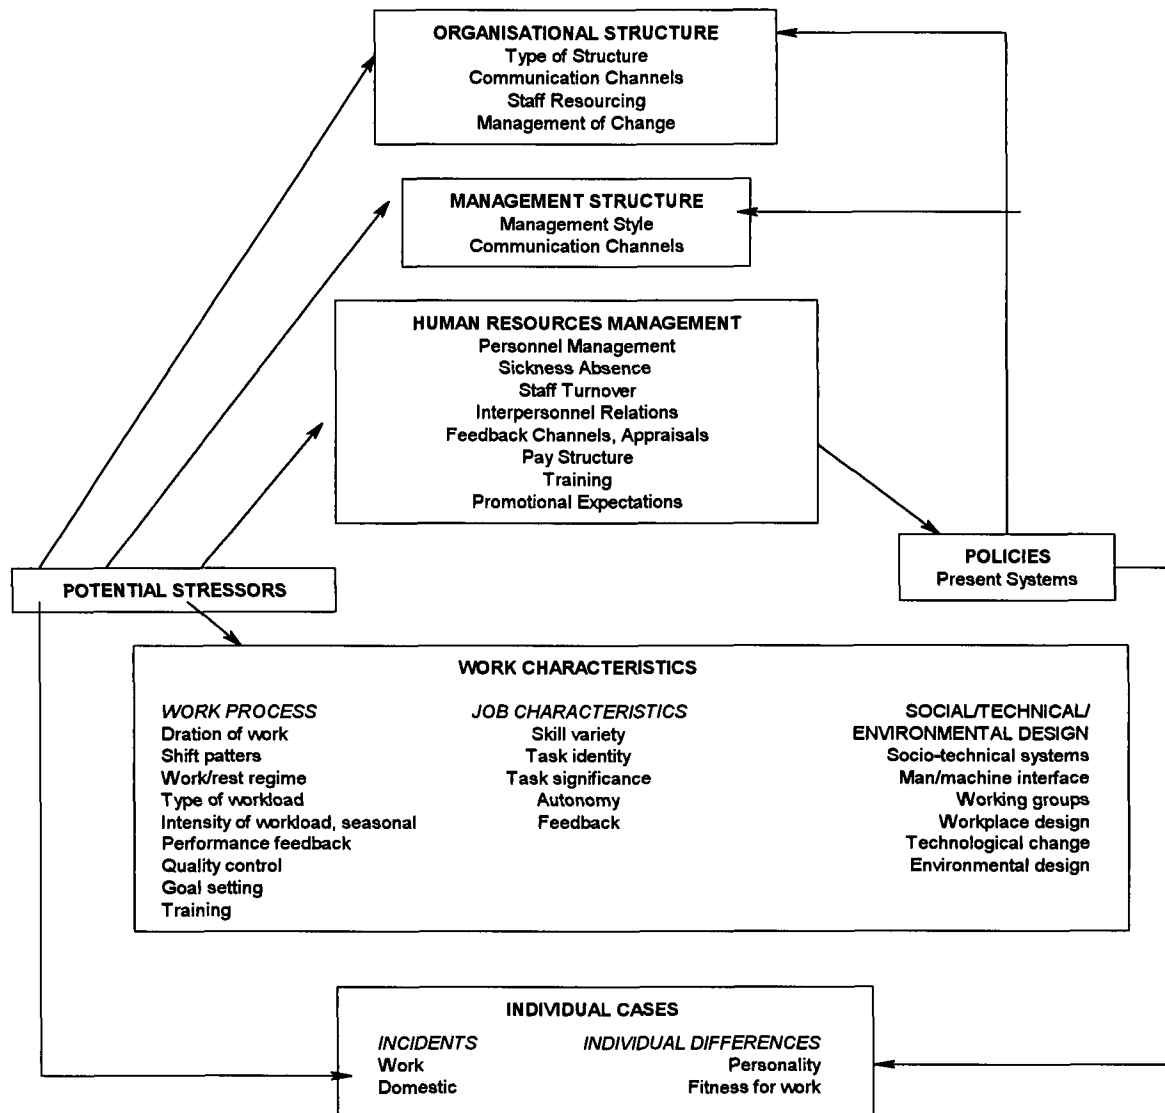 ORGANISATIONAL STRUCTURE
Type of Structure
Communication Channels
Staff Resourcing
Management of Change
MANAGEMENT STRUCTURE
Management Style
Communication Channels
HUMAN RESOURCES MANAGEMENT
Personnel Management
Sickness Absence
Staff Turnover
Interpersonnel Relations
Feedback Channels, Appraisals
Pay Structure
Training
Promotional Expectations
POLICIES
Present Systems
POTENTIAL STRESSORS
WORK CHARACTERISTICS
WORK PROCESS
Dration of work
Shift patters
Work/rest regime
Type of workload
Intensity of workload, seasonal
Performance feedback
Quality control
Goal setting
Training
JOB CHARACTERISTICS
Skill variety
Task identity
Task significance
Autonomy
Feedback
SOCIAL/TECHNICAL/
ENVIRONMENTAL DESIGN
Socio-technical systems
Man/machine interface
Working groups
Workplace design
Technological change
Environmental design
INDIVIDUAL CASES
INCIDENTS
Work
Domestic
INDIVIDUAL DIFFERENCES
Personality
Fitness for work